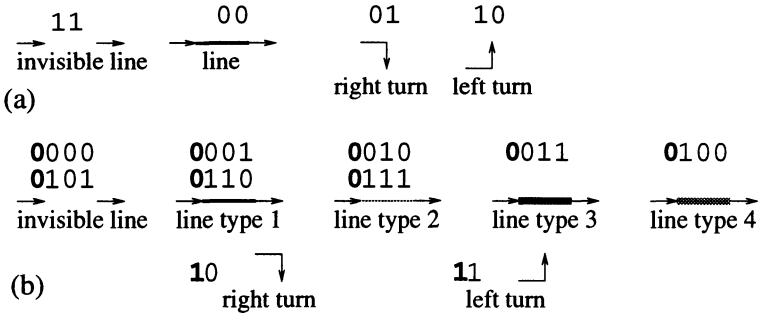 11 00 01 10
invisible line line right turn left turn
(a)
0000 0001 0010 0011 0100
0101 0110 0111
invisible line line type 1 line type 2 line type 3 line type 4
10 11
(b) right turn left turn